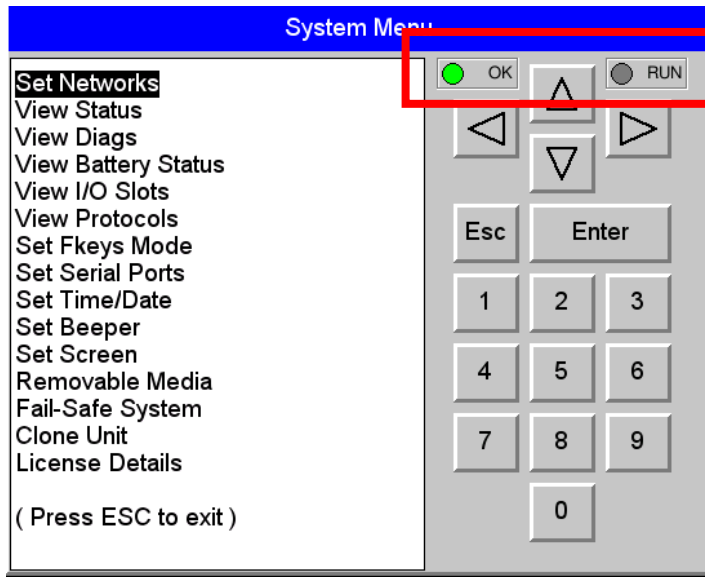 System Menu
Set Networks
View Status
View Diags
View Battery Status
View I/O Slots
View Protocols
Set Fkeys Mode
Set Serial Ports
Set Time/Date
Set Beeper
Set Screen
Removable Media
Fail-Safe System
Clone Unit
License Details
( Press ESC to exit )
OK RUN
Esc Enter
1 2 3
4 5 6
7 8 9
0